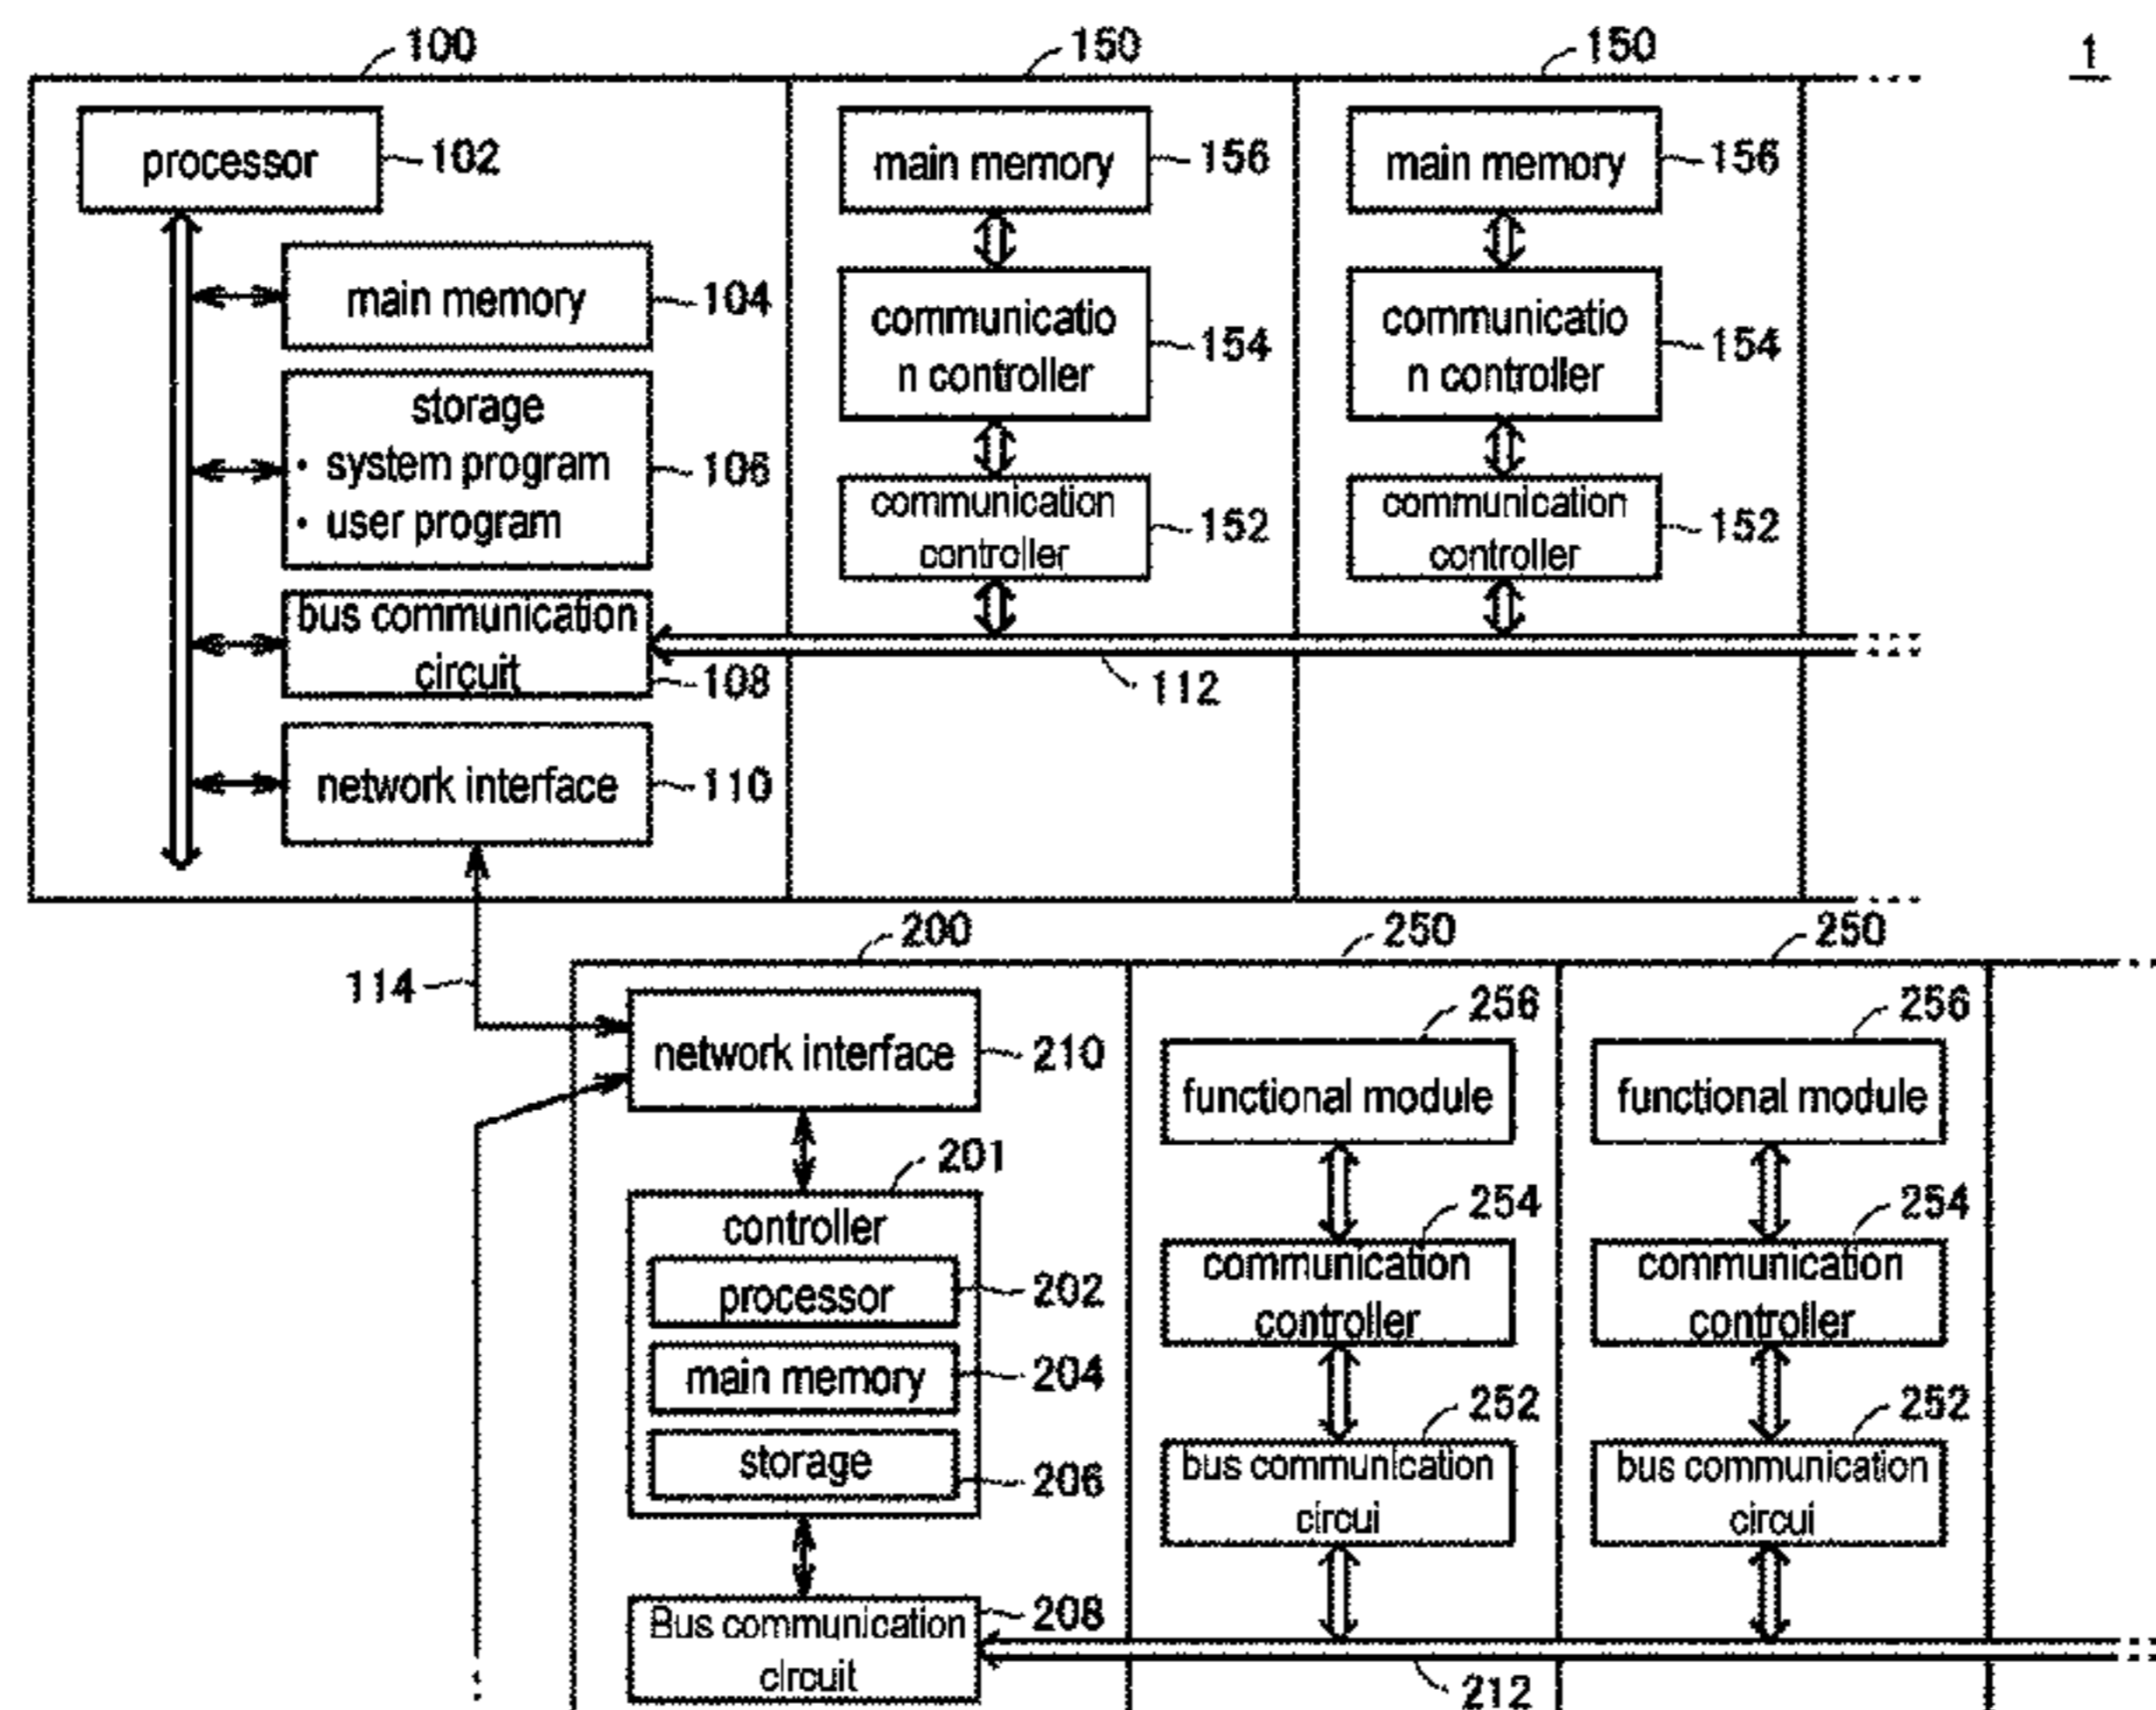 100
150
150
1
processor
102
main memory
156
main memory
156
main memory
104
communicatio
n controller
154
communicatio
n controller
154
storage
• system program
• user program
106
communication
controller
152
communication
controller
152
bus communication
circuit
108
112
network interface
110
200
250
250
114
network interface
210
256
functional module
256
functional module
201
controller
254
communication
controller
254
communication
controller
processor
202
main memory
204
252
bus communication
circui
252
bus communication
circui
storage
206
Bus communication
circuit
208
212